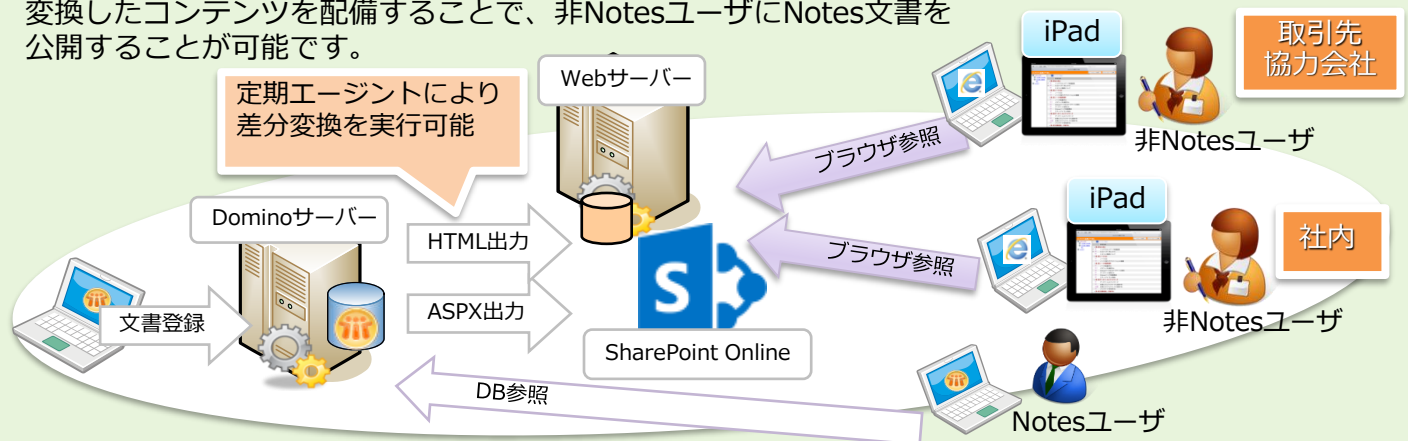 変換したコンテンツを配備することで、非NotesユーザにNotes文書を
公開することが可能です。
定期エージェントにより
差分変換を実行可能
Webサーバー
iPad
取引先
協力会社
非Notesユーザ
ブラウザ参照
Dominoサーバー
HTML出力
iPad
社内
ブラウザ参照
文書登録
ASPX出力
S
非Notesユーザ
SharePoint Online
DB参照
Notesユーザ